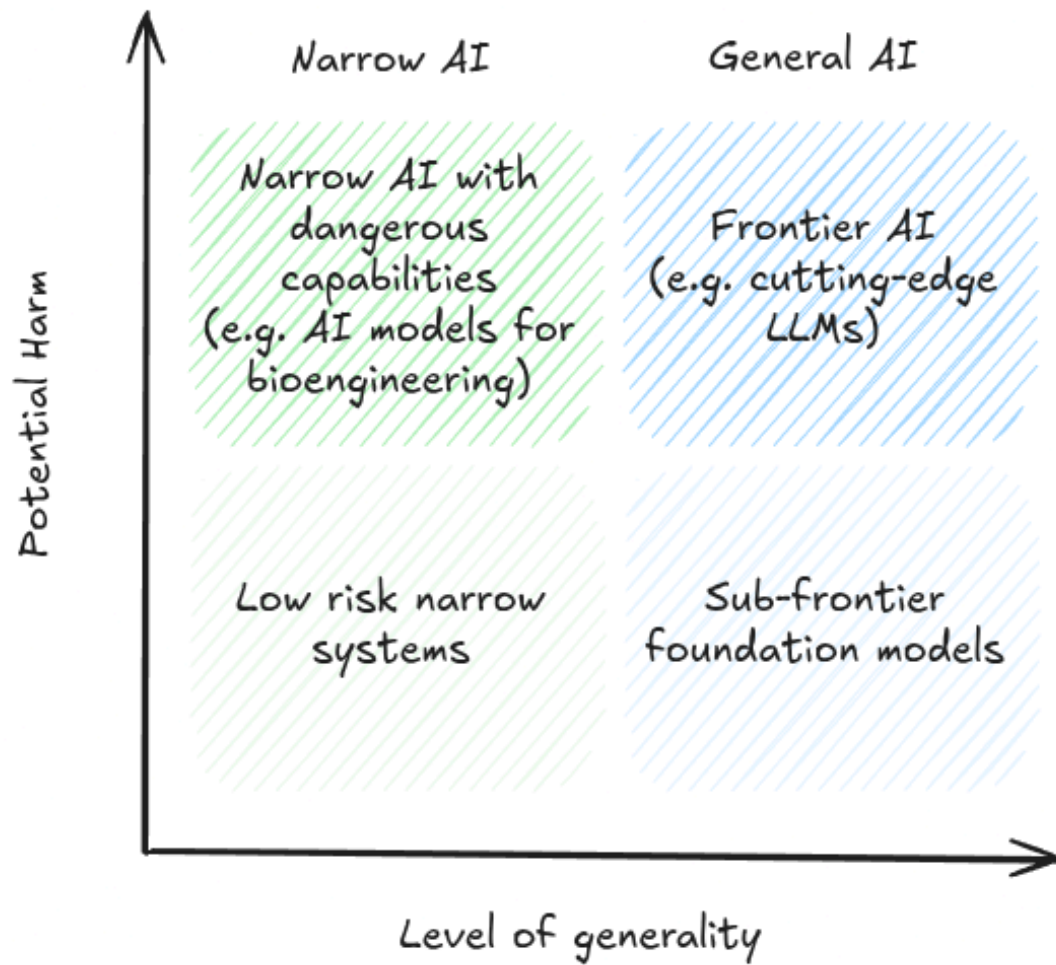 Narrow AI
General AI
Narrow AI with
dangerous
capabilities
(e.g. AI models for
bioengineering)
Frontier AI
(e.g. cutting-edge
LLMs)
Potential Harm
Low risk narrow
systems
Sub-frontier
foundation models
Level of generality